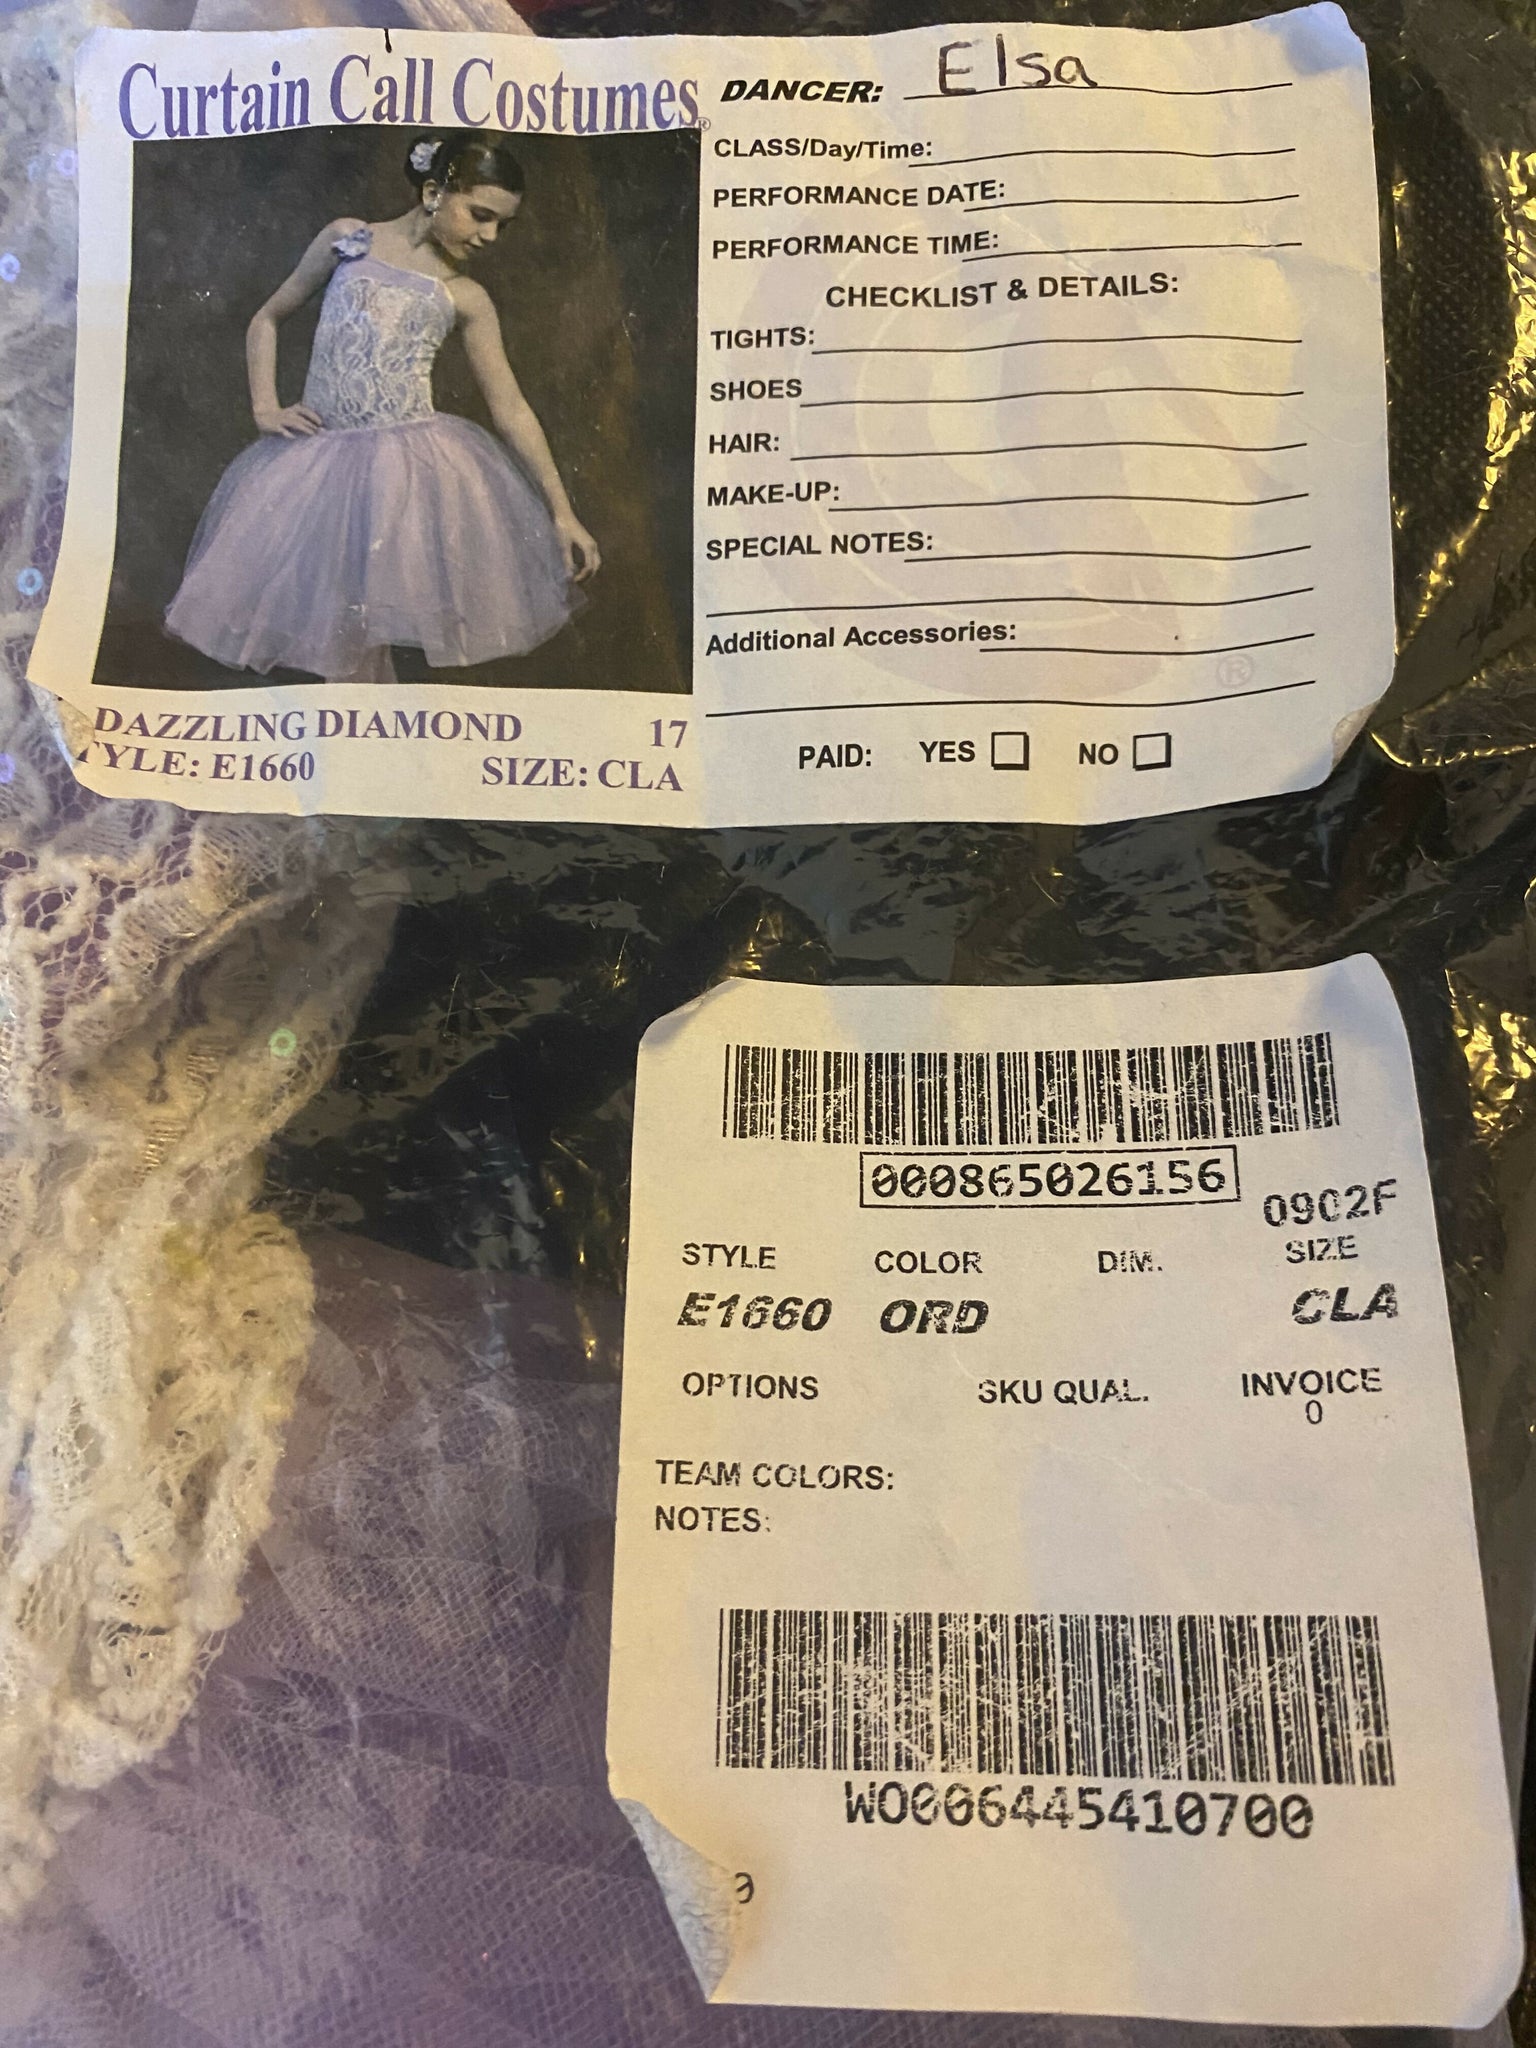 Curtain Call Costumes®
DANCER: Elsa
CLASS/Day/Time:
PERFORMANCE DATE:
PERFORMANCE TIME:
CHECKLIST & DETAILS:
TIGHTS:
SHOES
HAIR:
MAKE-UP:
SPECIAL NOTES:
Additional Accessories:
®
PAID: YES NO
DAZZLING DIAMOND 17
TYLE: E1660 SIZE: CLA
000865026156
0902F
STYLE COLOR DIM. SIZE
E1660 ORD CLA
OPTIONS SKU QUAL. INVOICE
0
TEAM COLORS:
NOTES:
WO006445410700